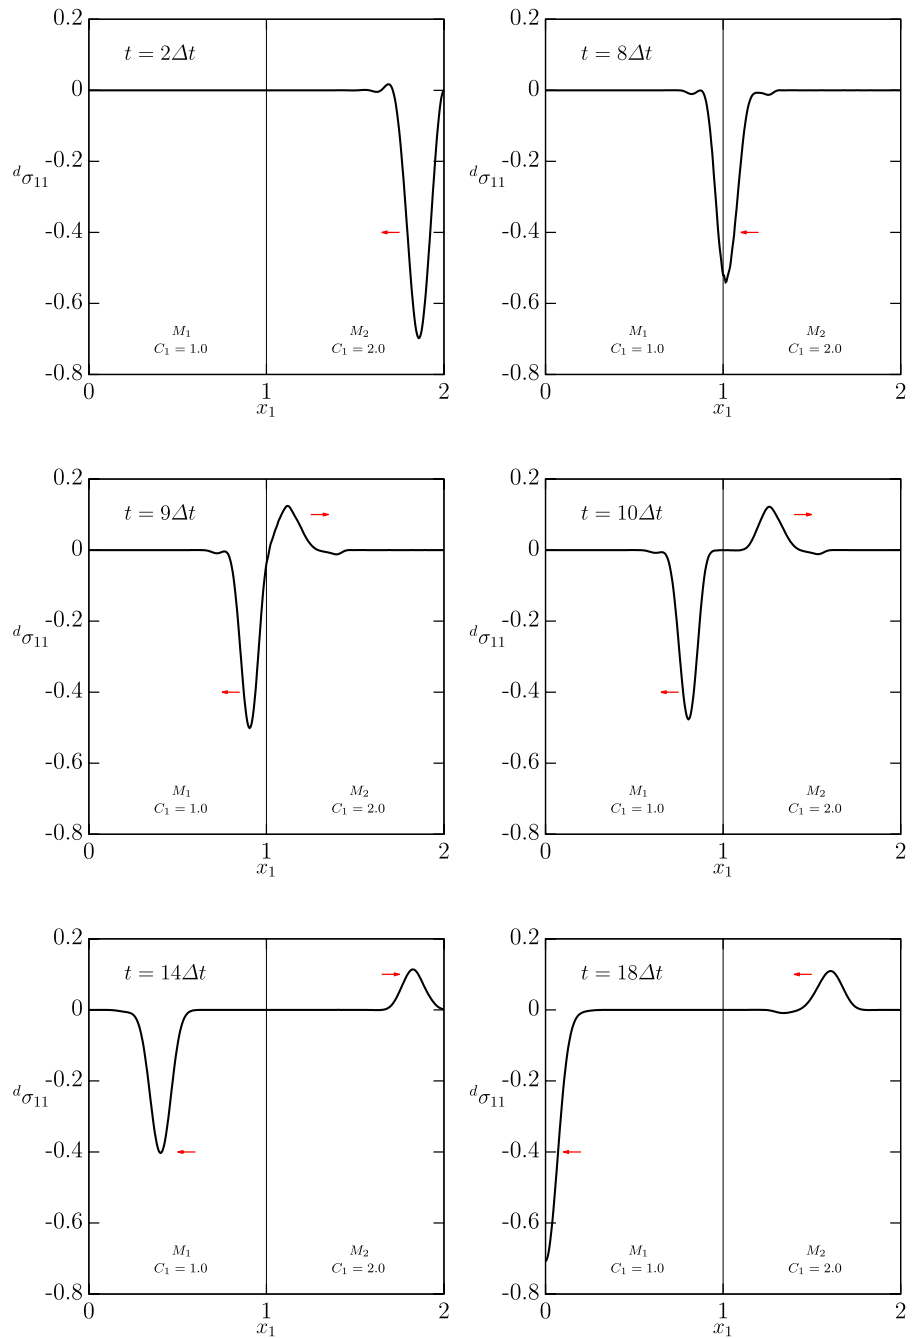 0.2
0
-0.2
-0.4
-0.6
-0.8
dσ11
t = 2Δt
M1
C1 = 1.0
M2
C1 = 2.0
0 1 2
x1
0.2
0
-0.2
-0.4
-0.6
-0.8
dσ11
t = 8Δt
M1
C1 = 1.0
M2
C1 = 2.0
0 1 2
x1
0.2
0
-0.2
-0.4
-0.6
-0.8
dσ11
t = 9Δt
M1
C1 = 1.0
M2
C1 = 2.0
0 1 2
x1
0.2
0
-0.2
-0.4
-0.6
-0.8
dσ11
t = 10Δt
M1
C1 = 1.0
M2
C1 = 2.0
0 1 2
x1
0.2
0
-0.2
-0.4
-0.6
-0.8
dσ11
t = 14Δt
M1
C1 = 1.0
M2
C1 = 2.0
0 1 2
x1
0.2
0
-0.2
-0.4
-0.6
-0.8
dσ11
t = 18Δt
M1
C1 = 1.0
M2
C1 = 2.0
0 1 2
x1